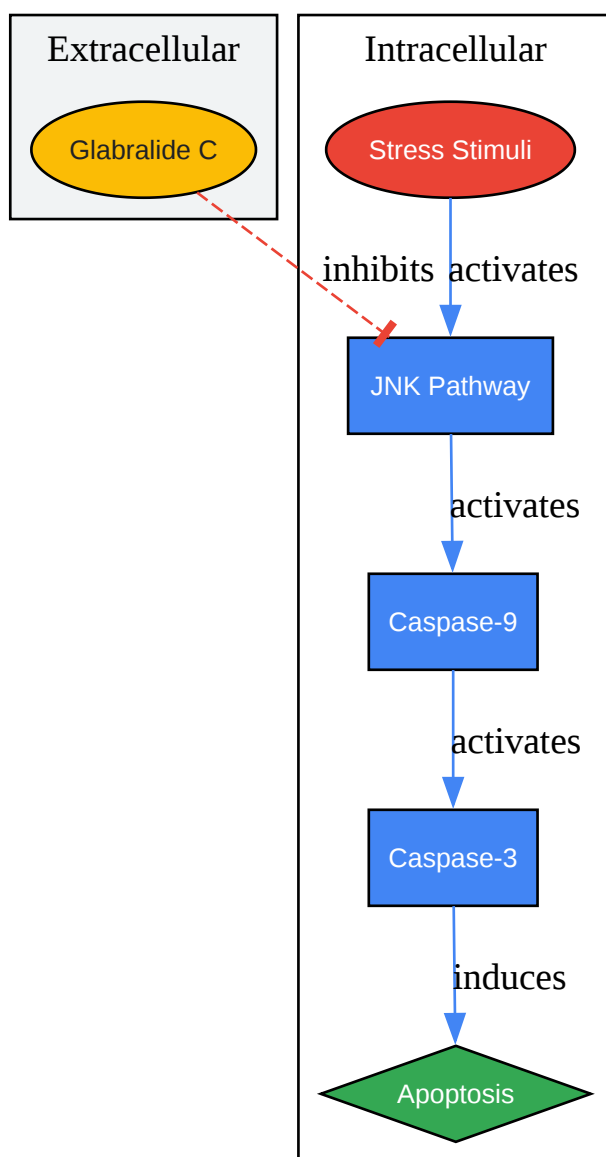 Extracellular
Intracellular
Glabralide C
Stress Stimuli
inhibits
activates
JNK Pathway
activates
Caspase-9
activates
Caspase-3
induces
Apoptosis